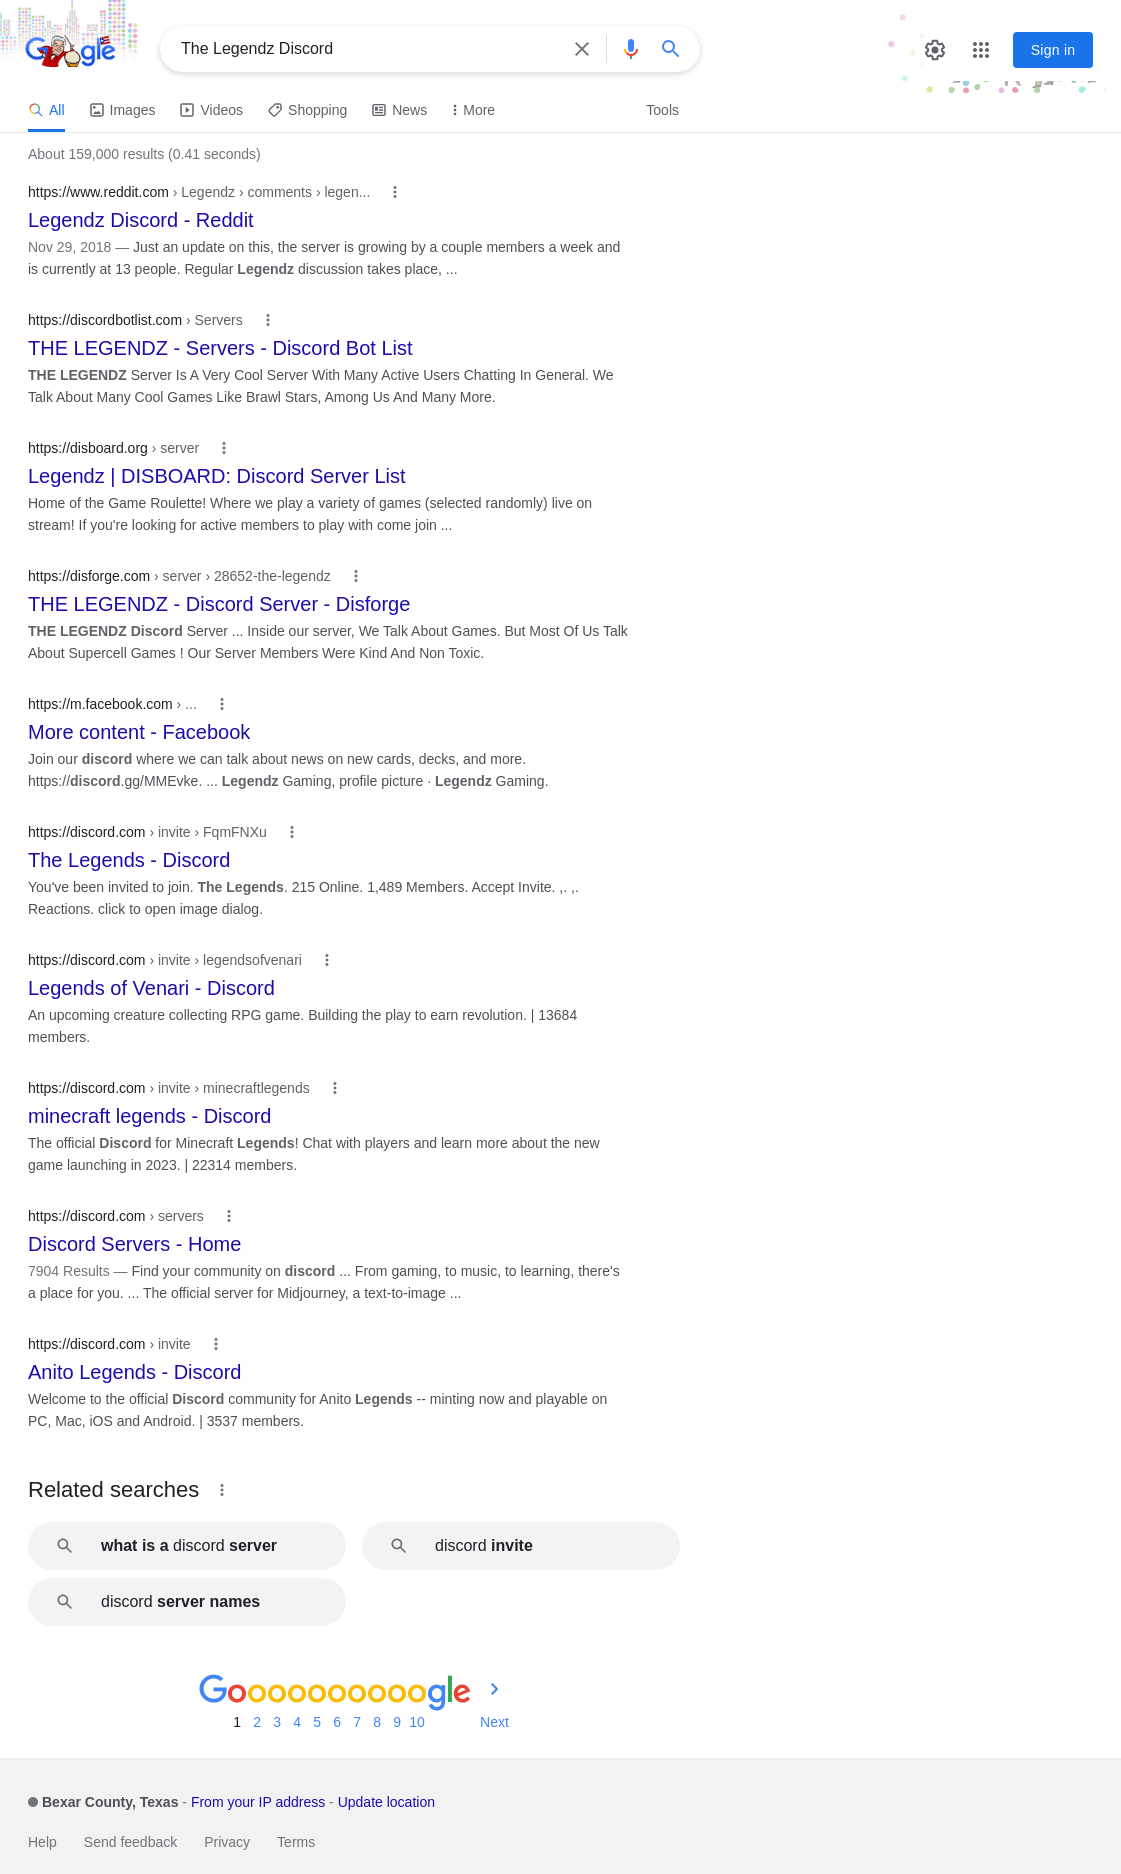 Google
The Legendz Discord
Sign in
All Images Videos Shopping News More Tools
About 159,000 results (0.41 seconds)
https://www.reddit.com › Legendz › comments › legen...
Legendz Discord - Reddit
Nov 29, 2018 — Just an update on this, the server is growing by a couple members a week and
is currently at 13 people. Regular Legendz discussion takes place, ...
https://discordbotlist.com › Servers
THE LEGENDZ - Servers - Discord Bot List
THE LEGENDZ Server Is A Very Cool Server With Many Active Users Chatting In General. We
Talk About Many Cool Games Like Brawl Stars, Among Us And Many More.
https://disboard.org › server
Legendz | DISBOARD: Discord Server List
Home of the Game Roulette! Where we play a variety of games (selected randomly) live on
stream! If you're looking for active members to play with come join ...
https://disforge.com › server › 28652-the-legendz
THE LEGENDZ - Discord Server - Disforge
THE LEGENDZ Discord Server ... Inside our server, We Talk About Games. But Most Of Us Talk
About Supercell Games ! Our Server Members Were Kind And Non Toxic.
https://m.facebook.com › ...
More content - Facebook
Join our discord where we can talk about news on new cards, decks, and more.
https://discord.gg/MMEvke. ... Legendz Gaming, profile picture · Legendz Gaming.
https://discord.com › invite › FqmFNXu
The Legends - Discord
You've been invited to join. The Legends. 215 Online. 1,489 Members. Accept Invite. ,. ,.
Reactions. click to open image dialog.
https://discord.com › invite › legendsofvenari
Legends of Venari - Discord
An upcoming creature collecting RPG game. Building the play to earn revolution. | 13684
members.
https://discord.com › invite › minecraftlegends
minecraft legends - Discord
The official Discord for Minecraft Legends! Chat with players and learn more about the new
game launching in 2023. | 22314 members.
https://discord.com › servers
Discord Servers - Home
7904 Results — Find your community on discord ... From gaming, to music, to learning, there's
a place for you. ... The official server for Midjourney, a text-to-image ...
https://discord.com › invite
Anito Legends - Discord
Welcome to the official Discord community for Anito Legends -- minting now and playable on
PC, Mac, iOS and Android. | 3537 members.
Related searches
what is a discord server
discord invite
discord server names
Goooooooooogle
1 2 3 4 5 6 7 8 9 10 Next
Bexar County, Texas - From your IP address - Update location
Help Send feedback Privacy Terms